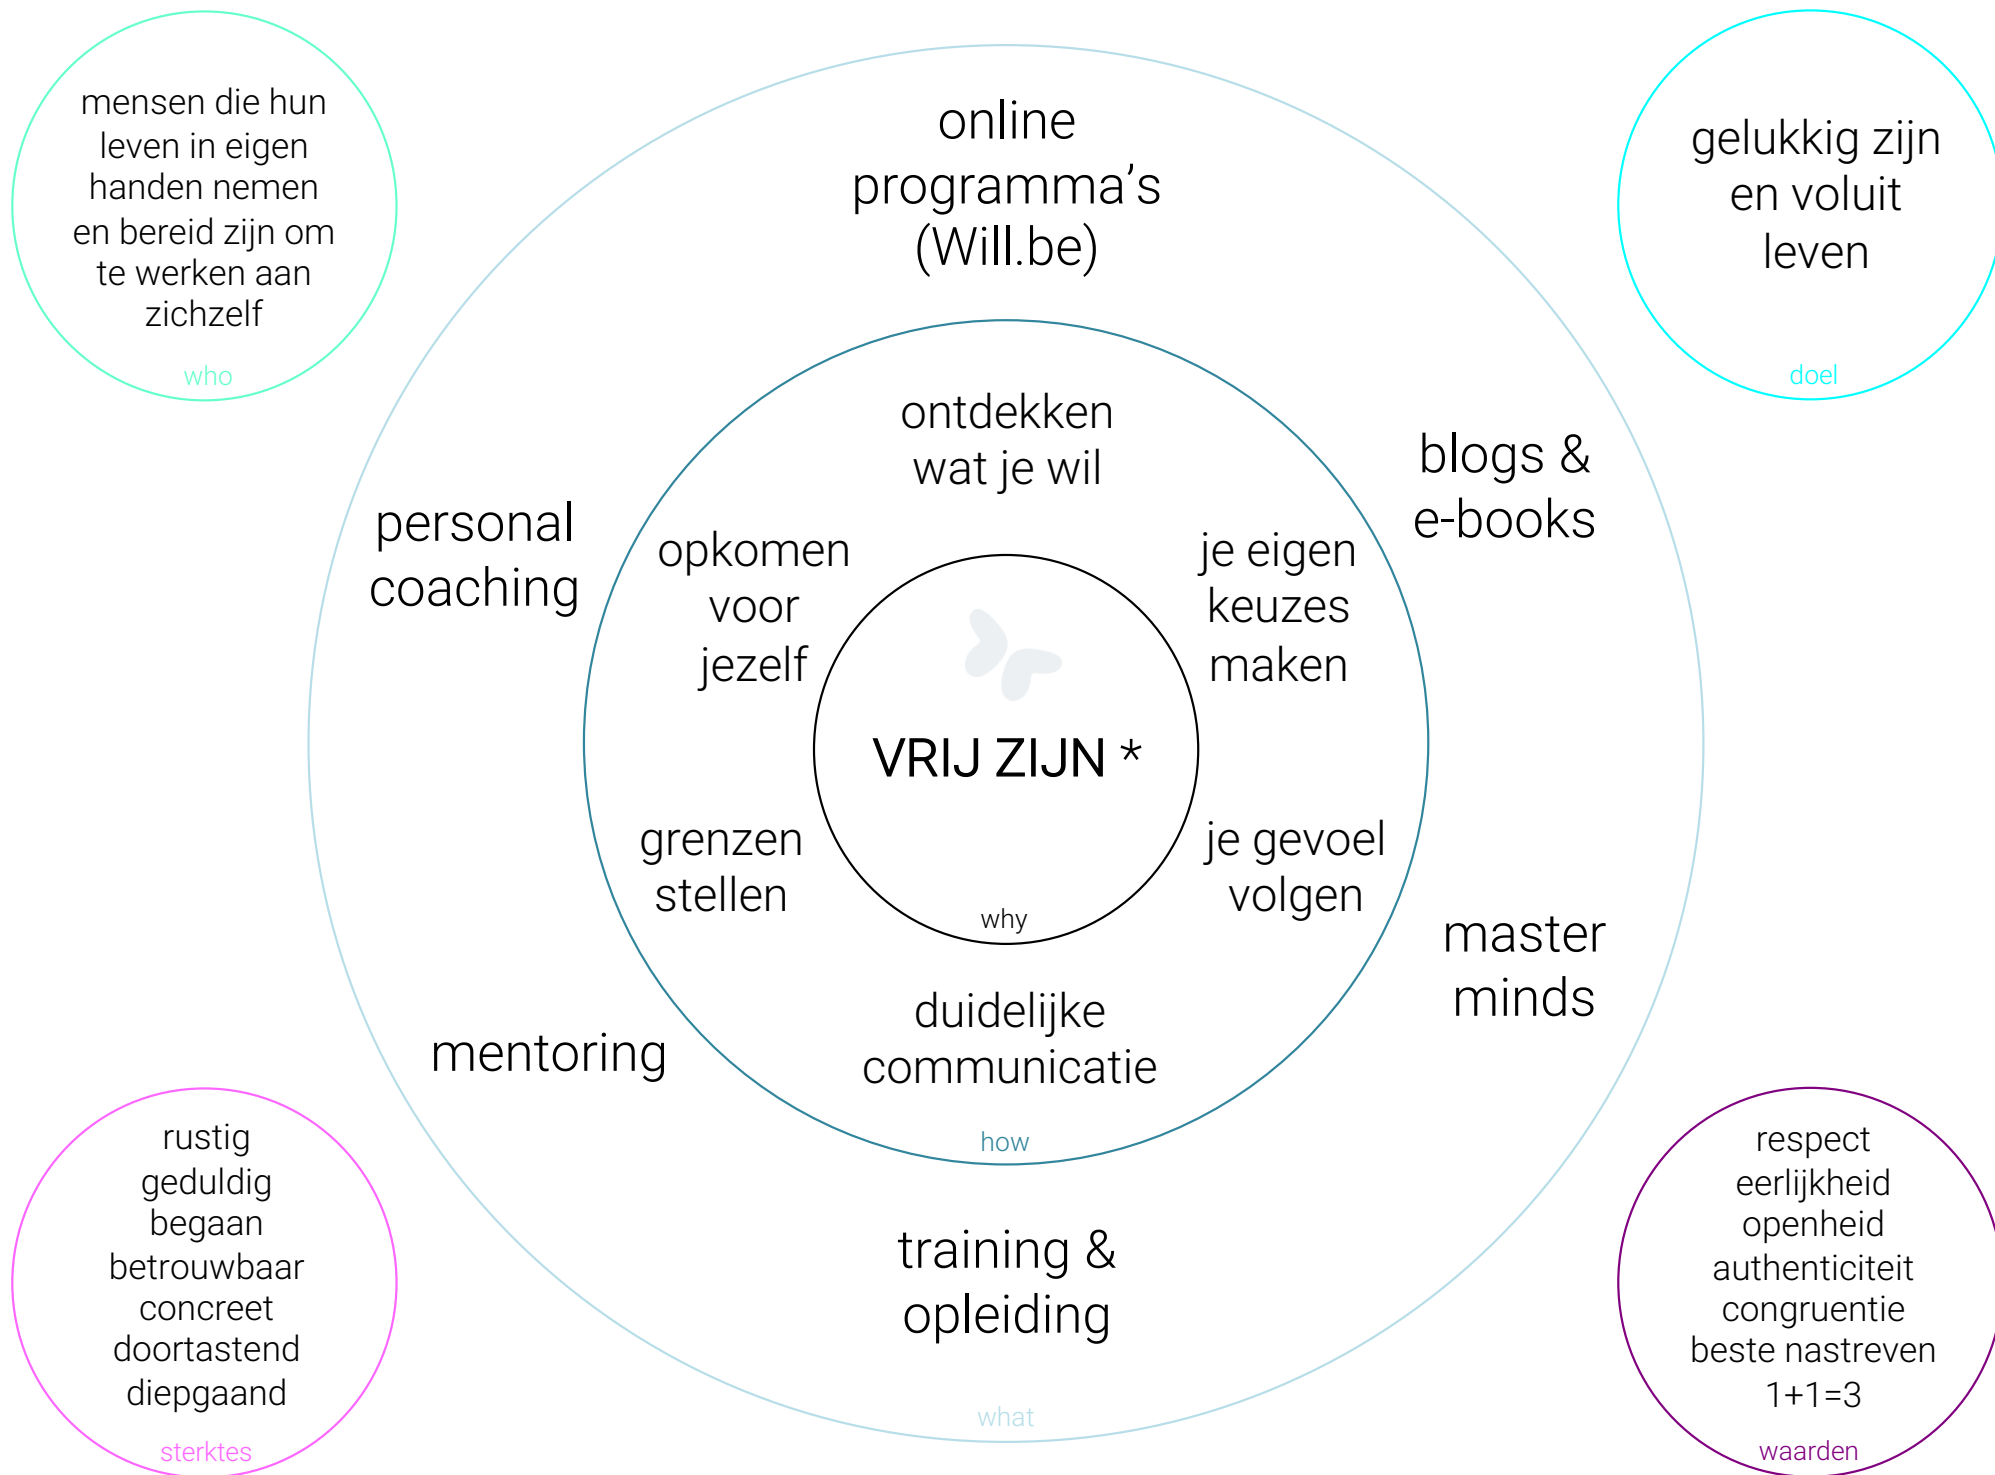 mensen die hun
leven in eigen
handen nemen
en bereid zijn om
te werken aan
zichzelf
who
online
programma’s
(Will.be)
gelukkig zijn
en voluit
leven
doel
personal
coaching
blogs &
e-books
ontdekken
wat je wil
opkomen
voor
jezelf
je eigen
keuzes
maken
VRIJ ZIJN *
why
grenzen
stellen
je gevoel
volgen
duidelijke
communicatie
how
mentoring
master
minds
training &
opleiding
what
rustig
geduldig
begaan
betrouwbaar
concreet
doortastend
diepgaand
sterktes
respect
eerlijkheid
openheid
authenticiteit
congruentie
beste nastreven
1+1=3
waarden